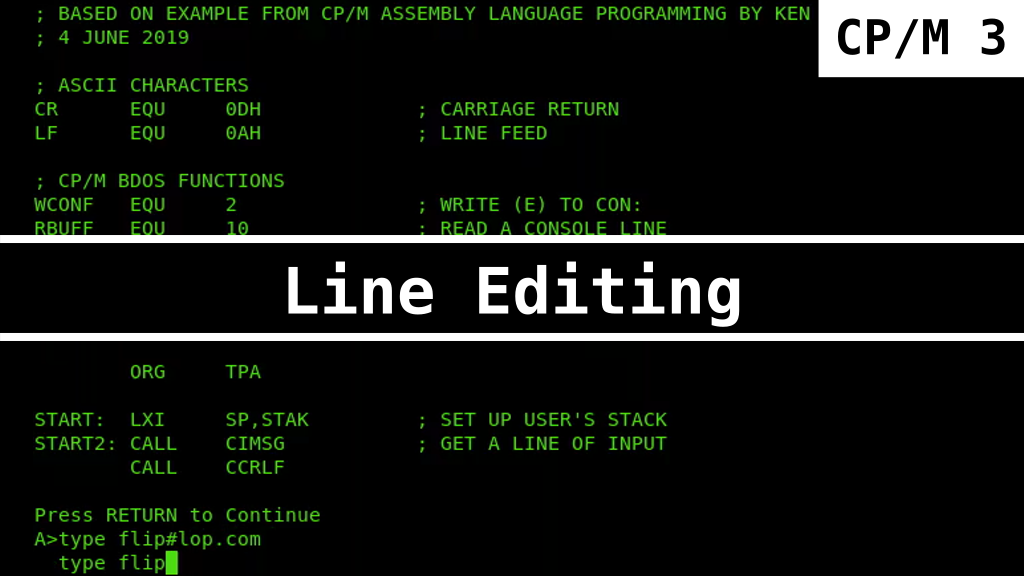 ; BASED ON EXAMPLE FROM CP/M ASSEMBLY LANGUAGE PROGRAMMING BY KEN
CP/M 3
; 4 JUNE 2019
; ASCII CHARACTERS
CR EQU 0DH ; CARRIAGE RETURN
LF EQU 0AH ; LINE FEED
; CP/M BDOS FUNCTIONS
WCONF EQU 2 ; WRITE (E) TO CON:
RBUFF EQU 10 ; READ A CONSOLE LINE
Line Editing
ORG TPA
START: LXI SP,STAK ; SET UP USER'S STACK
START2: CALL CIMSG ; GET A LINE OF INPUT
CALL CCRLF
Press RETURN to Continue
A>type flip#lop.com
type flip